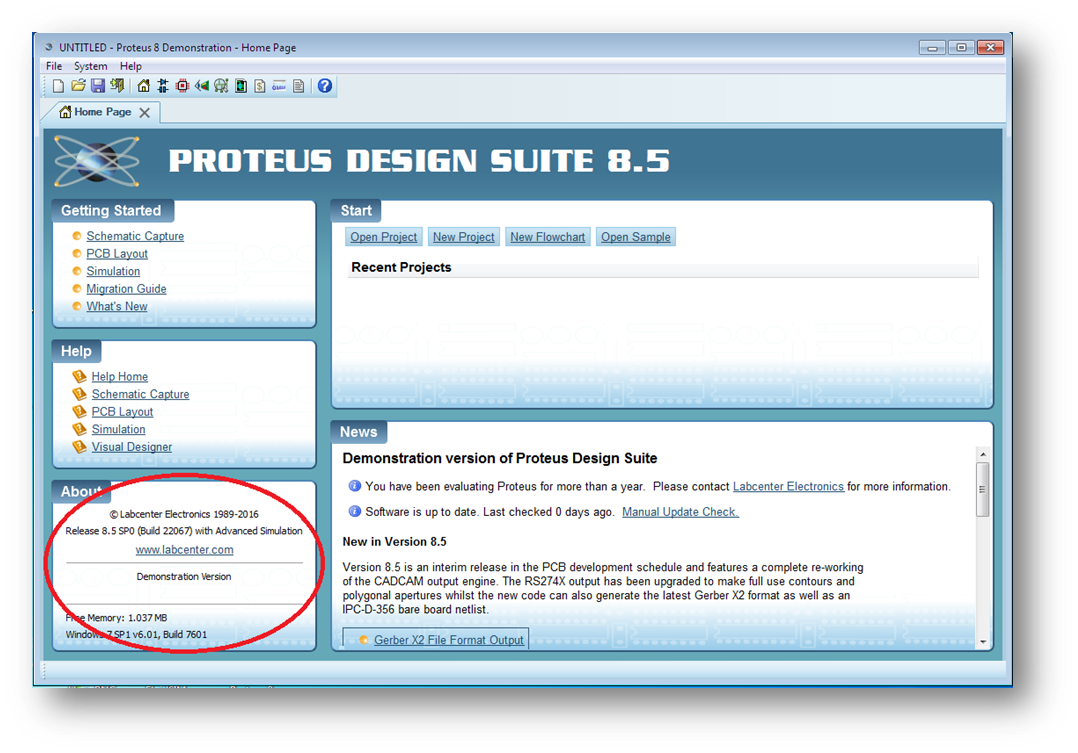 UNTITLED - Proteus 8 Demonstration - Home Page
File System Help
Home Page
PROTEUS DESIGN SUITE 8.5
Getting Started
Schematic Capture
PCB Layout
Simulation
Migration Guide
What's New
Help
Help Home
Schematic Capture
PCB Layout
Simulation
Visual Designer
About
© Labcenter Electronics 1989-2016
Release 8.5 SP0 (Build 22067) with Advanced Simulation
www.labcenter.com
Demonstration Version
Free Memory: 1.037 MB
Windows 7 SP1 v6.01, Build 7601
Start
Open Project New Project New Flowchart Open Sample
Recent Projects
News
Demonstration version of Proteus Design Suite
You have been evaluating Proteus for more than a year. Please contact Labcenter Electronics for more information.
Software is up to date. Last checked 0 days ago. Manual Update Check.
New in Version 8.5
Version 8.5 is an interim release in the PCB development schedule and features a complete re-working
of the CADCAM output engine. The RS274X output has been upgraded to make full use contours and
polygonal apertures whilst the new code can also generate the latest Gerber X2 format as well as an
IPC-D-356 bare board netlist.
Gerber X2 File Format Output